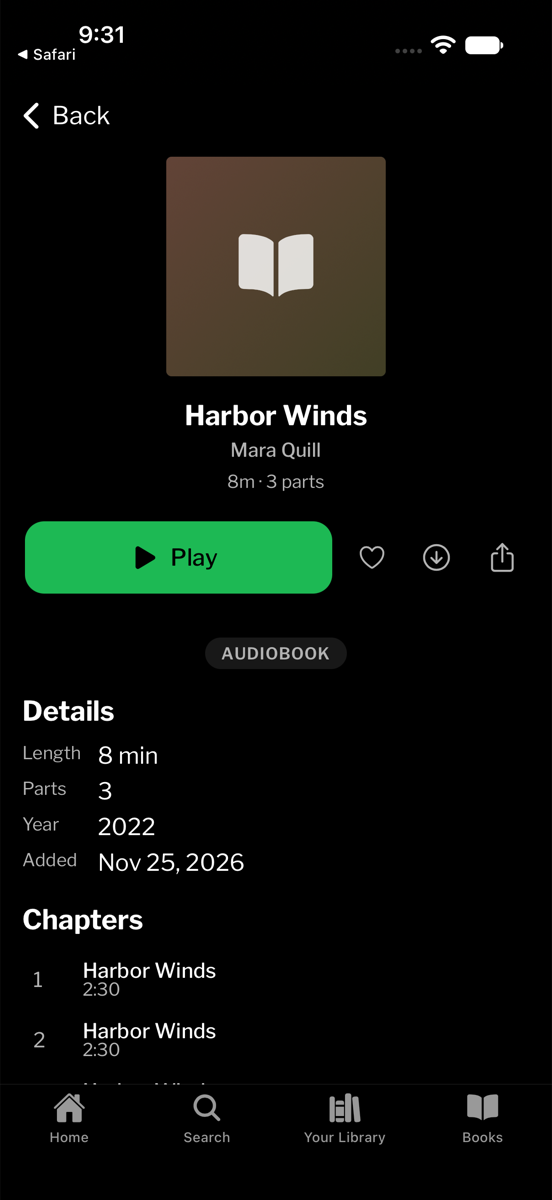 9:31
◀ Safari
Back
Harbor Winds
Mara Quill
8m · 3 parts
Play
AUDIOBOOK
Details
Length 8 min
Parts 3
Year 2022
Added Nov 25, 2026
Chapters
1 Harbor Winds
2:30
2 Harbor Winds
2:30
Home Search Your Library Books